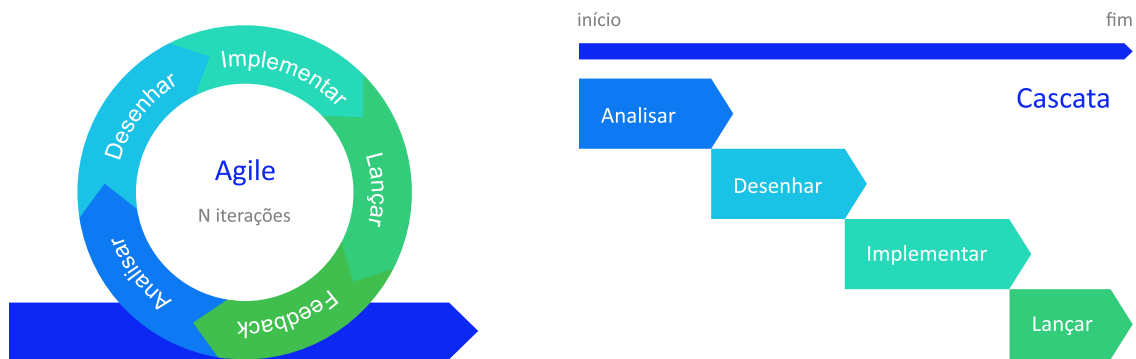 Implementar
Desenhar
Lançar
Analisar
Feedback
Agile
N iterações
início
fim
Cascata
Analisar
Desenhar
Implementar
Lançar